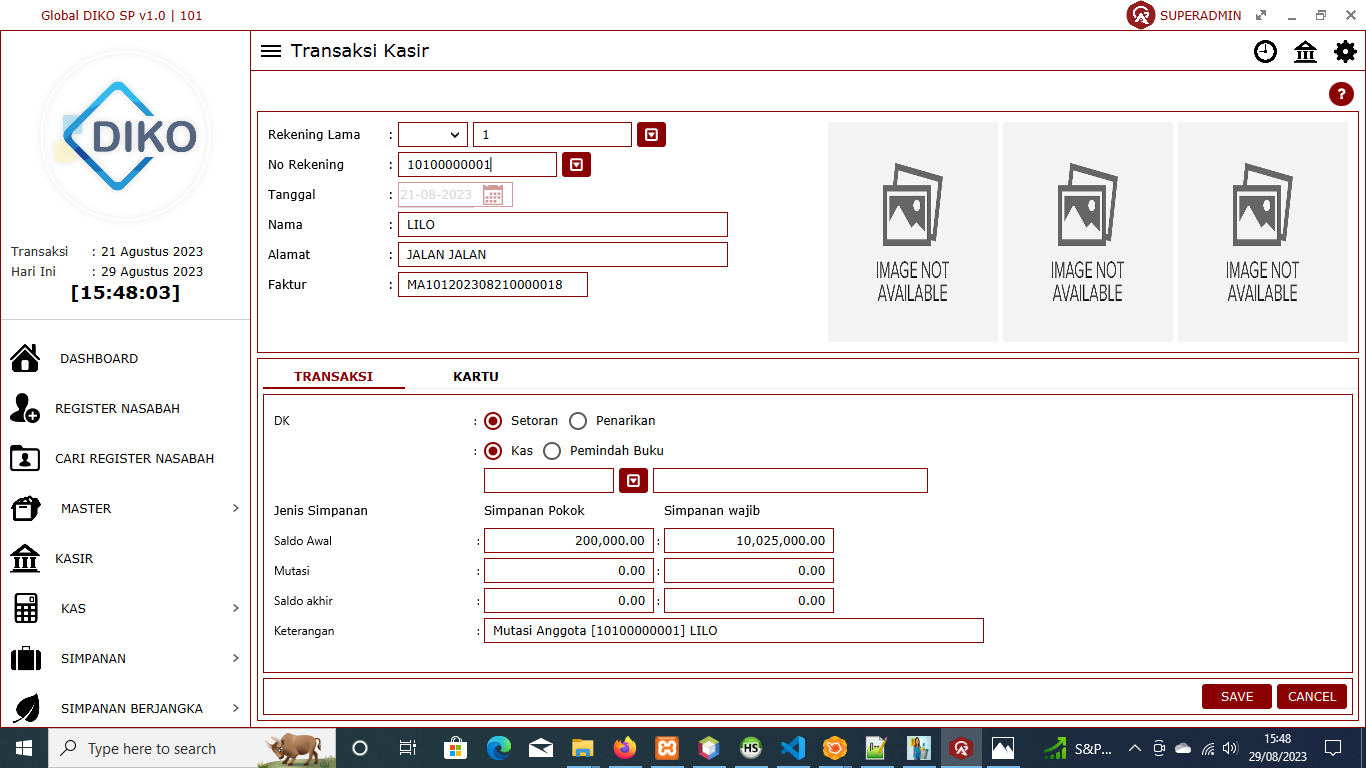 Global DIKO SP v1.0 | 101
SUPERADMIN
DIKO
Transaksi : 21 Agustus 2023
Hari Ini : 29 Agustus 2023
[15:48:03]
DASHBOARD
REGISTER NASABAH
CARI REGISTER NASABAH
MASTER
KASIR
KAS
SIMPANAN
SIMPANAN BERJANGKA
Transaksi Kasir
?
Rekening Lama : 1
No Rekening : 10100000001
Tanggal : 21-08-2023
Nama : LILO
Alamat : JALAN JALAN
Faktur : MA101202308210000018
IMAGE NOT
AVAILABLE
IMAGE NOT
AVAILABLE
IMAGE NOT
AVAILABLE
TRANSAKSI KARTU
DK : Setoran Penarikan
: Kas Pemindah Buku
Jenis Simpanan Simpanan Pokok Simpanan wajib
Saldo Awal : 200,000.00 : 10,025,000.00
Mutasi : 0.00 : 0.00
Saldo akhir : 0.00 : 0.00
Keterangan : Mutasi Anggota [10100000001] LILO
SAVE CANCEL
Type here to search
HS
S&P...
15:48
29/08/2023